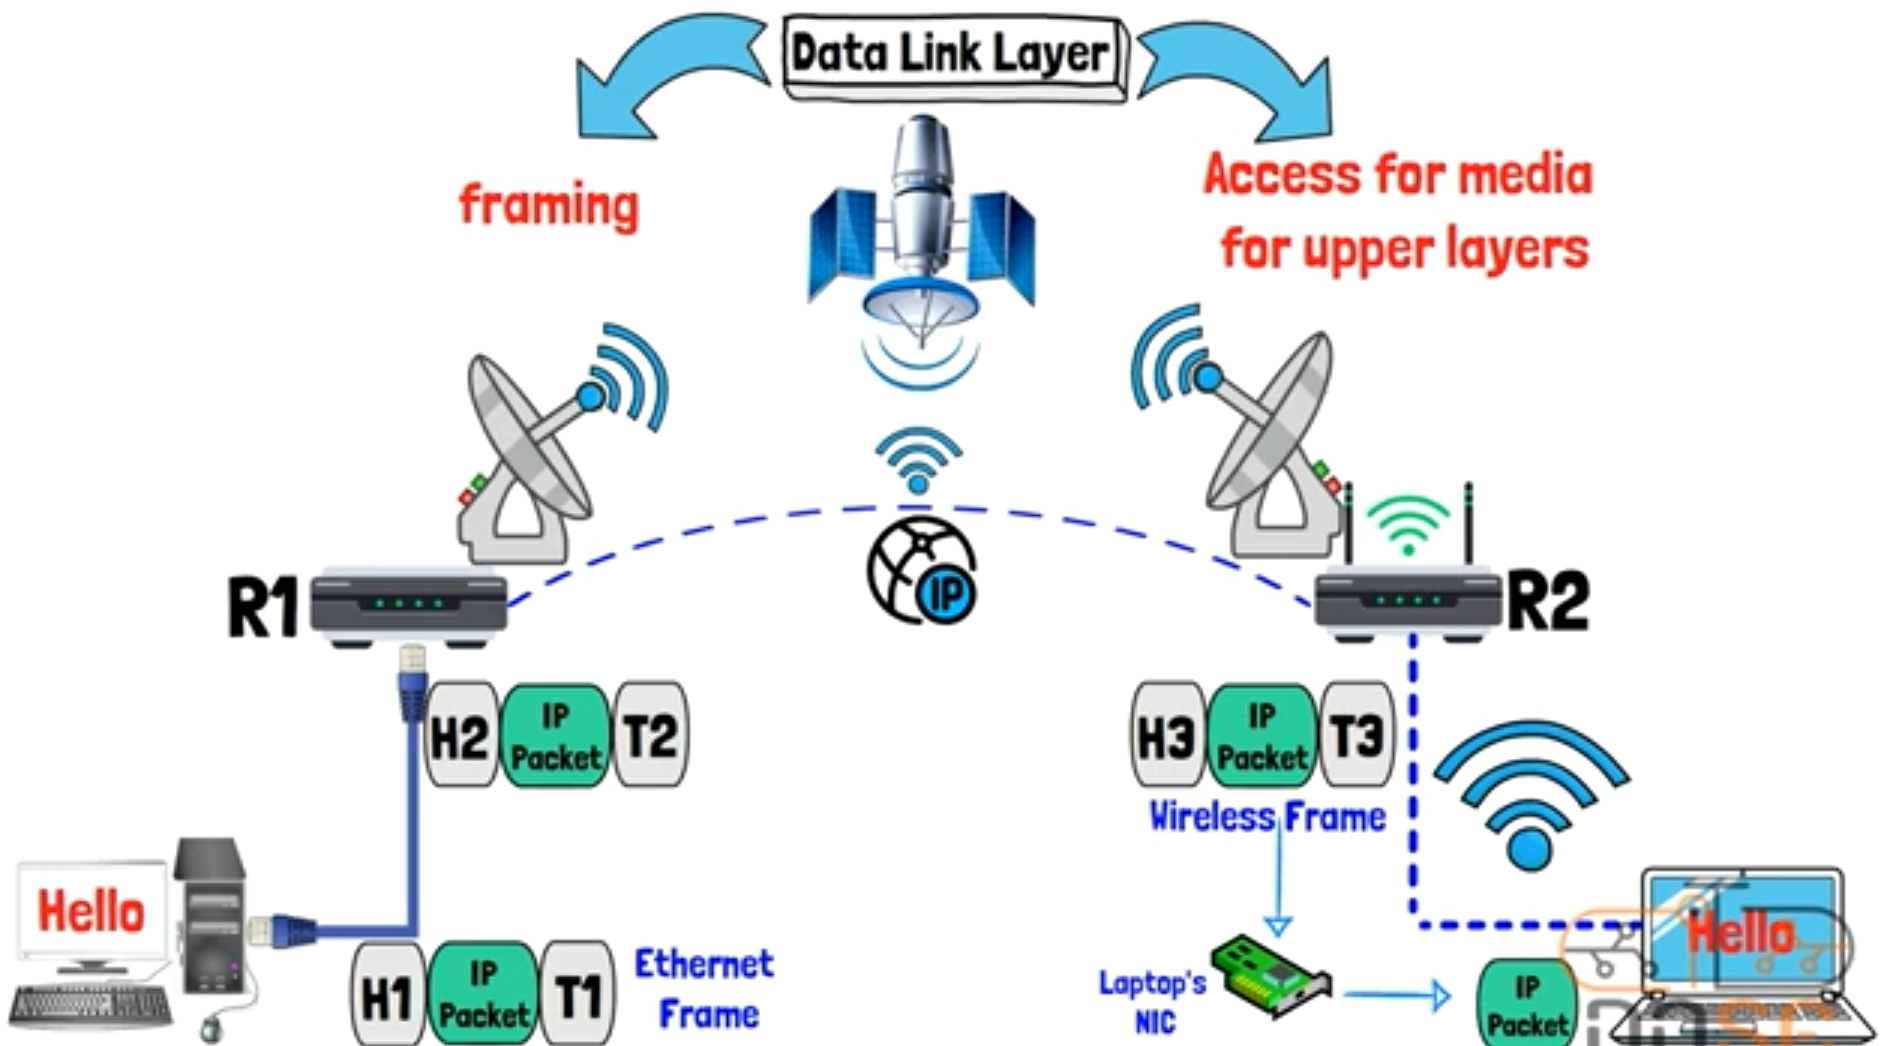 Data Link Layer
framing
Access for media
for upper layers
IP
R1
R2
H2
IP
Packet
T2
H3
IP
Packet
T3
Wireless Frame
Hello
Hello
H1
IP
Packet
T1
Ethernet
Frame
Laptop's
NIC
IP
Packet